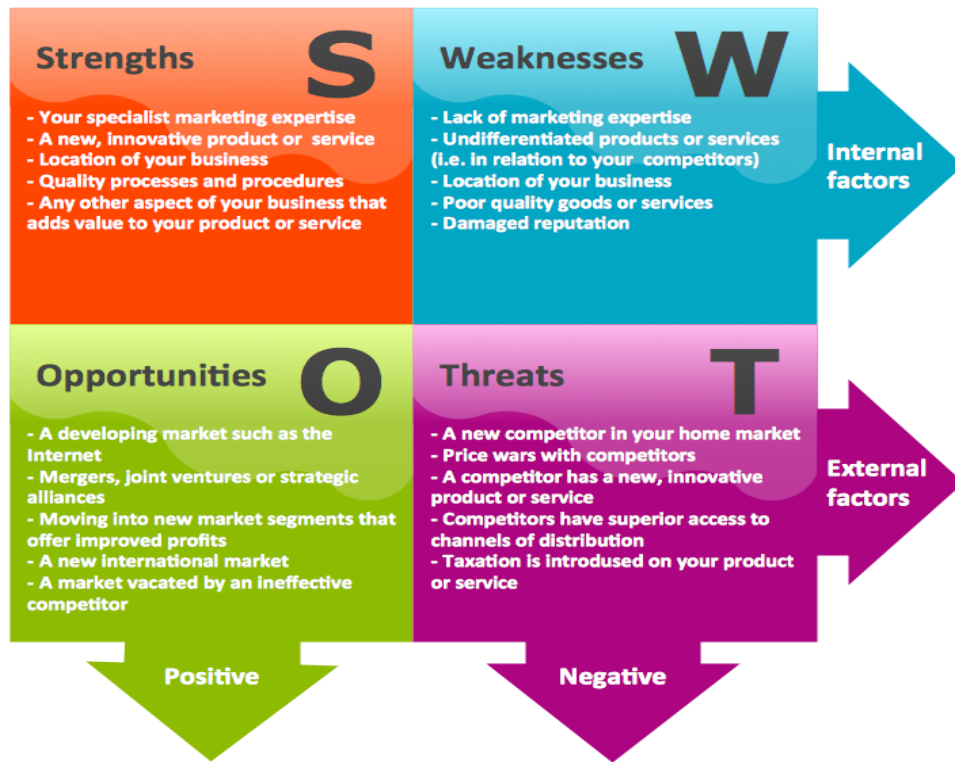 Strengths
S
- Your specialist marketing expertise
- A new, innovative product or  service
- Location of your business
- Quality processes and procedures
- Any other aspect of your business that
adds value to your product or service
Weaknesses
W
- Lack of marketing expertise
- Undifferentiated products or services
(i.e. in relation to your  competitors)
- Location of your business
- Poor quality goods or services
- Damaged reputation
Internal
factors
Opportunities
O
- A developing market such as the
Internet
- Mergers, joint ventures or strategic
alliances
- Moving into new market segments that
offer improved profits
- A new international market
- A market vacated by an ineffective
competitor
Threats
T
- A new competitor in your home market
- Price wars with competitors
- A competitor has a new, innovative
product or service
- Competitors have superior access to
channels of distribution
- Taxation is introdused on your product
or service
External
factors
Positive
Negative